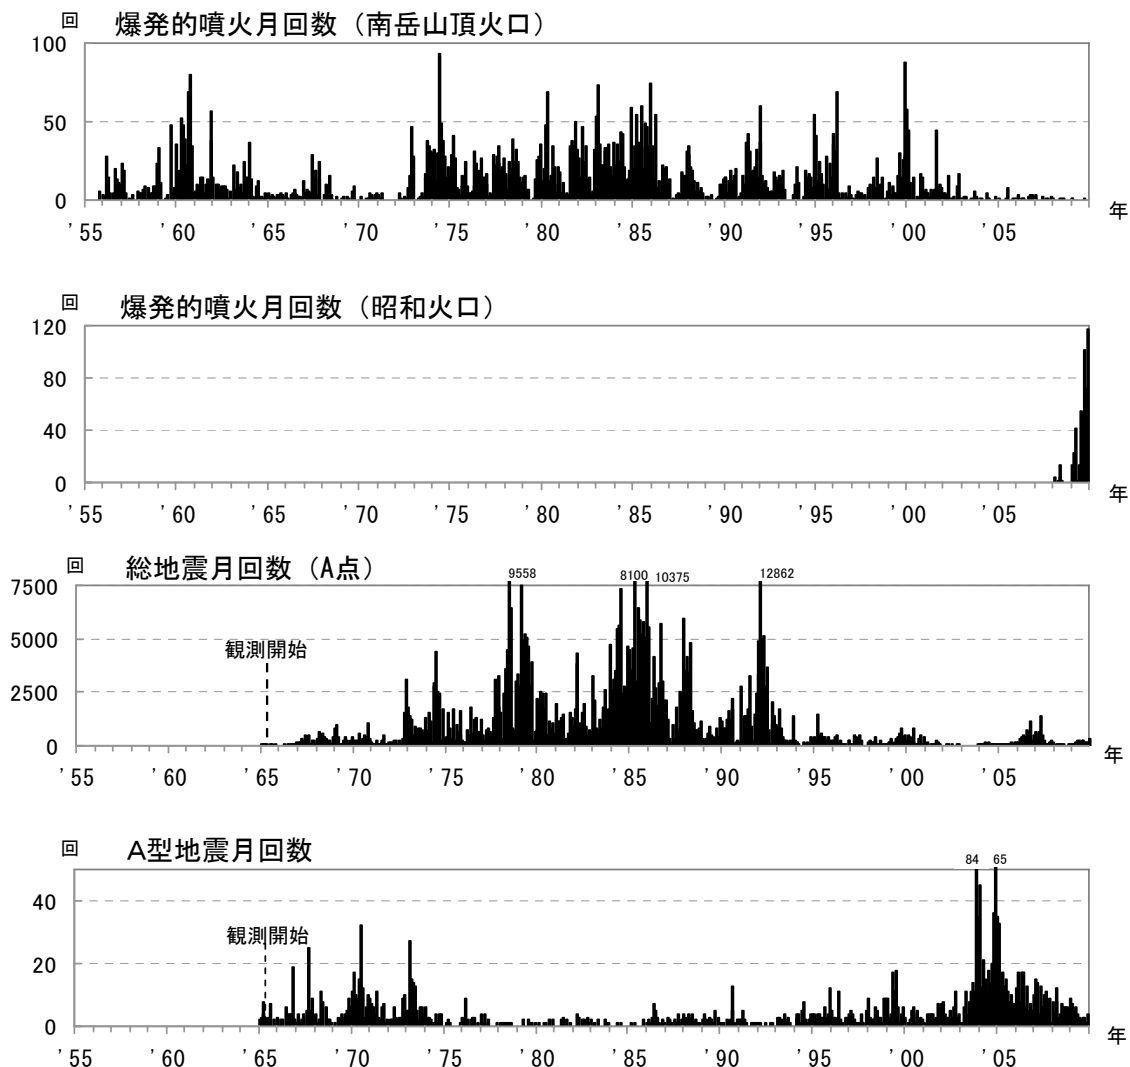 回 爆発的噴火月回数（南岳山頂火口）
100
50
0
'55 '60 '65 '70 '75 '80 '85 '90 '95 '00 '05 年
回 爆発的噴火月回数（昭和火口）
120
80
40
0
'55 '60 '65 '70 '75 '80 '85 '90 '95 '00 '05 年
回 総地震月回数（A点）
9558 8100 10375 12862
7500
5000
観測開始
2500
0
'55 '60 '65 '70 '75 '80 '85 '90 '95 '00 '05 年
回 A型地震月回数
84 65
40
観測開始
20
0
'55 '60 '65 '70 '75 '80 '85 '90 '95 '00 '05 年